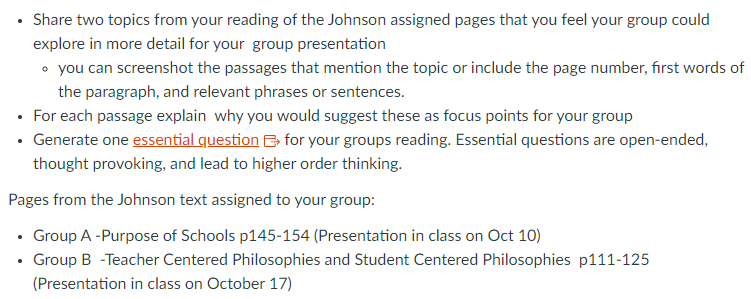 • Share two topics from your reading of the Johnson assigned pages that you feel your group could
explore in more detail for your group presentation
◦ you can screenshot the passages that mention the topic or include the page number, first words of
the paragraph, and relevant phrases or sentences.
• For each passage explain why you would suggest these as focus points for your group
• Generate one essential question for your groups reading. Essential questions are open-ended,
thought provoking, and lead to higher order thinking.
Pages from the Johnson text assigned to your group:
• Group A -Purpose of Schools p145-154 (Presentation in class on Oct 10)
• Group B -Teacher Centered Philosophies and Student Centered Philosophies p111-125
(Presentation in class on October 17)